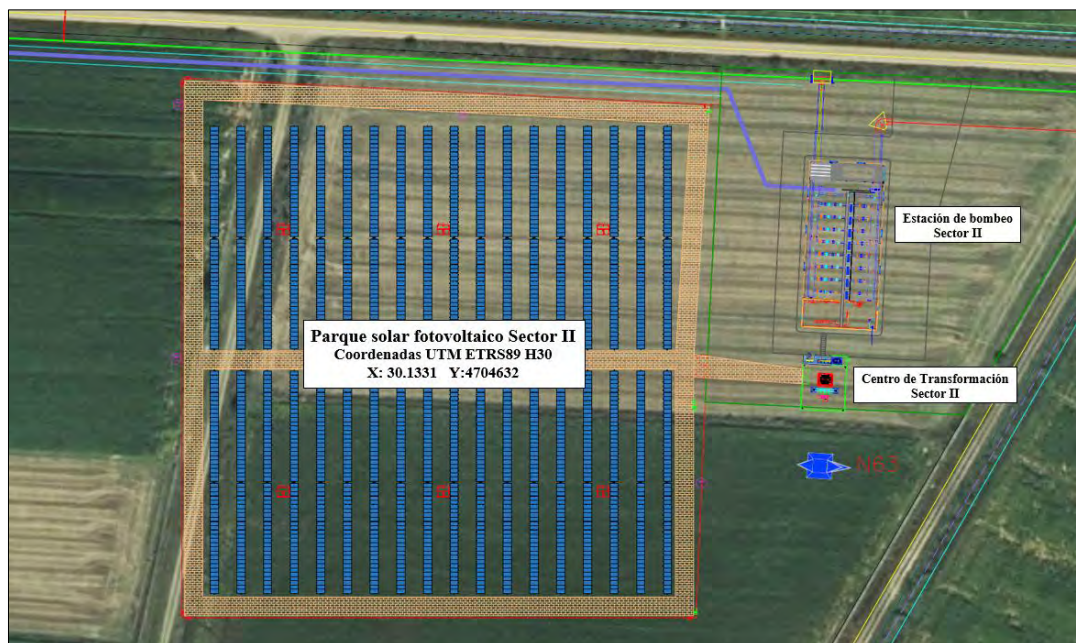 Estación de bombeo
Sector II
Parque solar fotovoltaico Sector II
Coordenadas UTM ETRS89 H30
X: 30.1331 Y:4704632
Centro de Transformación
Sector II
N63